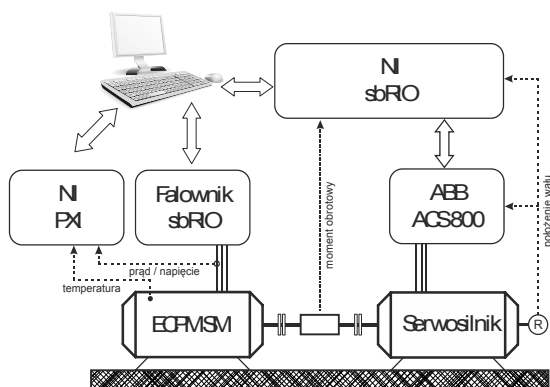 NI
sbRIO
NI
PXI
Falownik
sbRIO
ABB
ACS800
moment obrotowy
położenie wału
prąd / napięcie
temperatura
ECPMSM
Serwosilnik
R